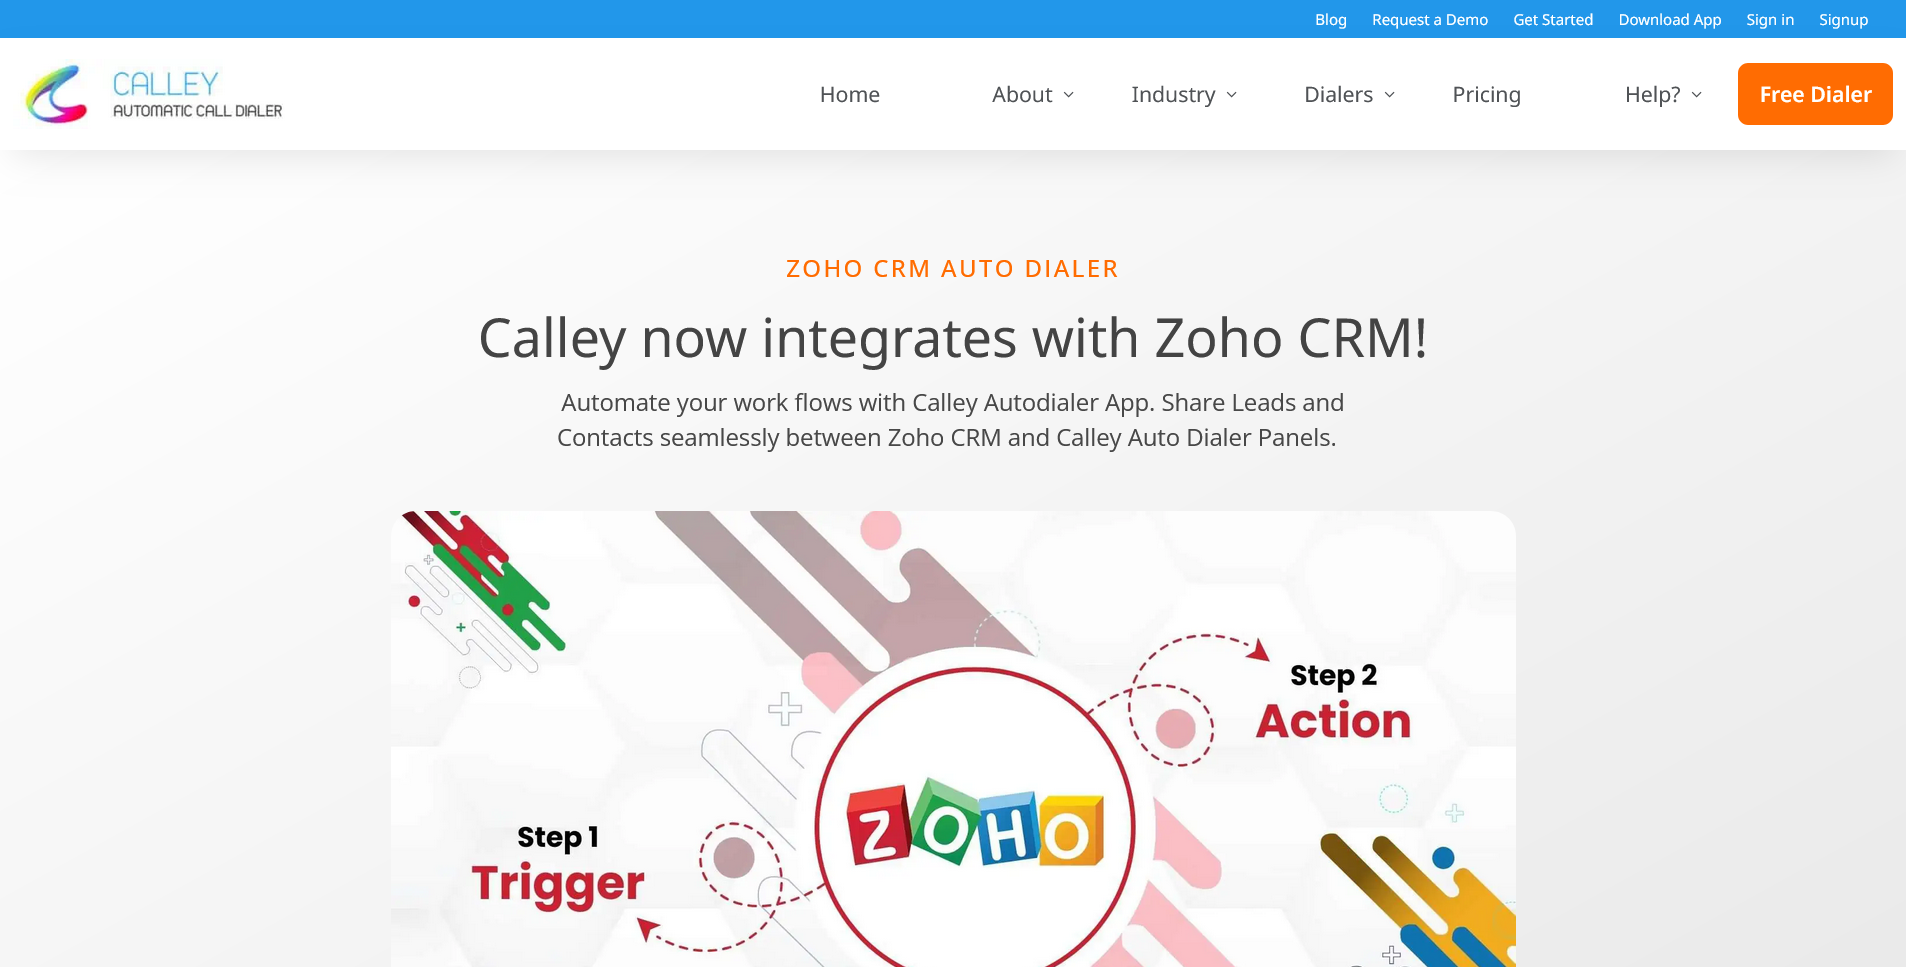 Blog Request a Demo Get Started Download App Sign in Signup
CALLEY
AUTOMATIC CALL DIALER
Home About Industry Dialers Pricing Help? Free Dialer
ZOHO CRM AUTO DIALER
Calley now integrates with Zoho CRM!
Automate your work flows with Calley Autodialer App. Share Leads and
Contacts seamlessly between Zoho CRM and Calley Auto Dialer Panels.
Step 2
Action
ZOHO
Step 1
Trigger